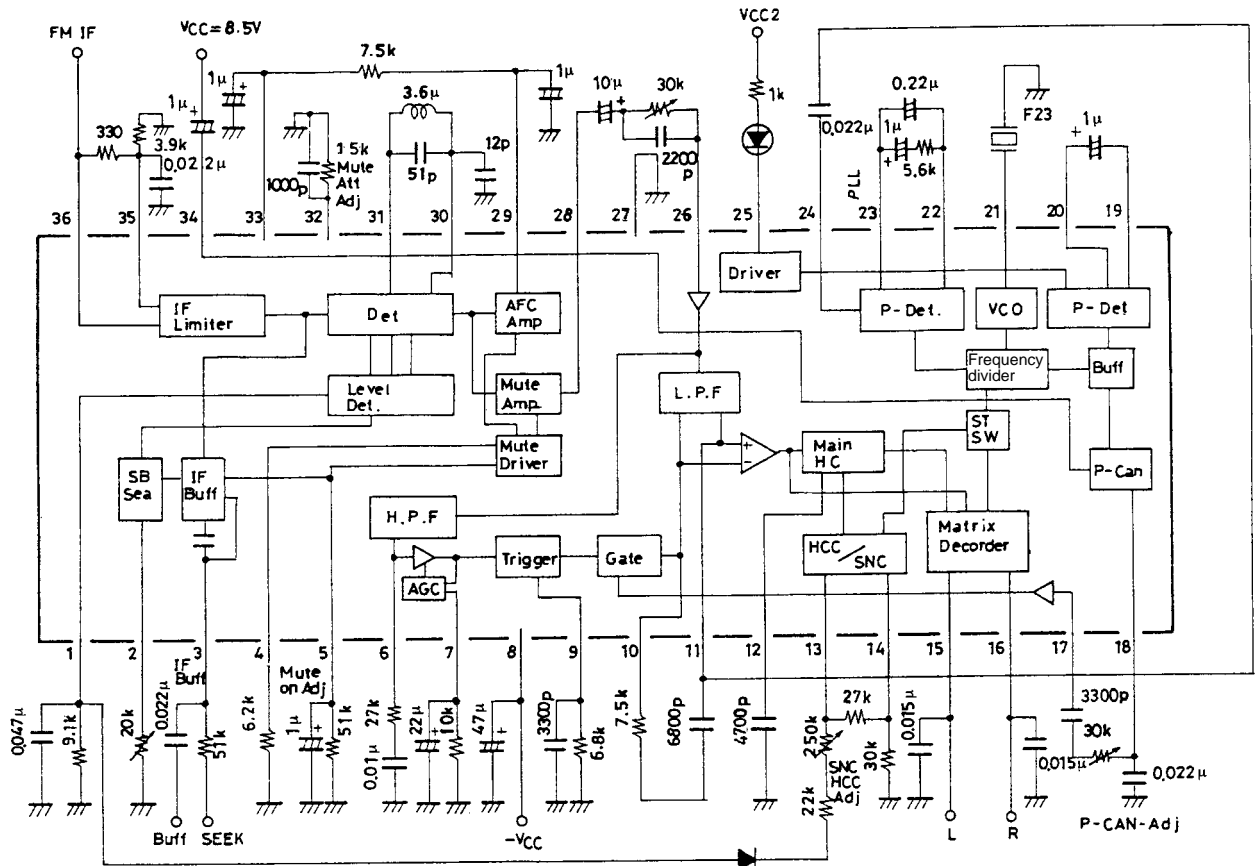 FM IF
VCC=8.5V
VCC2
7.5k
1μ
1μ
1μ
3.6μ
10μ
30k
1k
0.22μ
F23
1μ
330
3.9k
0.022μ
1000p
1.5k
Mute
Att
Adj
51p
12p
2200
p
0.022μ
PLL
1μ
5.6k
36
35
34
33
32
31
30
29
28
27
26
25
24
23
22
21
20
19
IF
Limiter
Det
AFC
Amp
Driver
P-Det.
VCO
P-Det
Level
Det.
Mute
Amp
Mute
Driver
L.P.F
Frequency
divider
Buff
ST
SW
P-Can
SB
Sea
IF
Buff
H.P.F
AGC
Trigger
Gate
+
-
Main
HC
HCC
/SNC
Matrix
Decorder
1
2
3
4
5
6
7
8
9
10
11
12
13
14
15
16
17
18
IF
Buff
Mute
on Adj
0.047μ
9.1k
20k
0.022μ
51k
6.2k
1μ
51k
27k
0.01μ
22μ
10k
47μ
3300p
6.8k
7.5k
6800p
4700p
250k
27k
SNC
HCC
Adj
30k
22k
0.015μ
0.015μ
3300p
30k
0.022μ
Buff
SEEK
-VCC
L
R
P-CAN-Adj